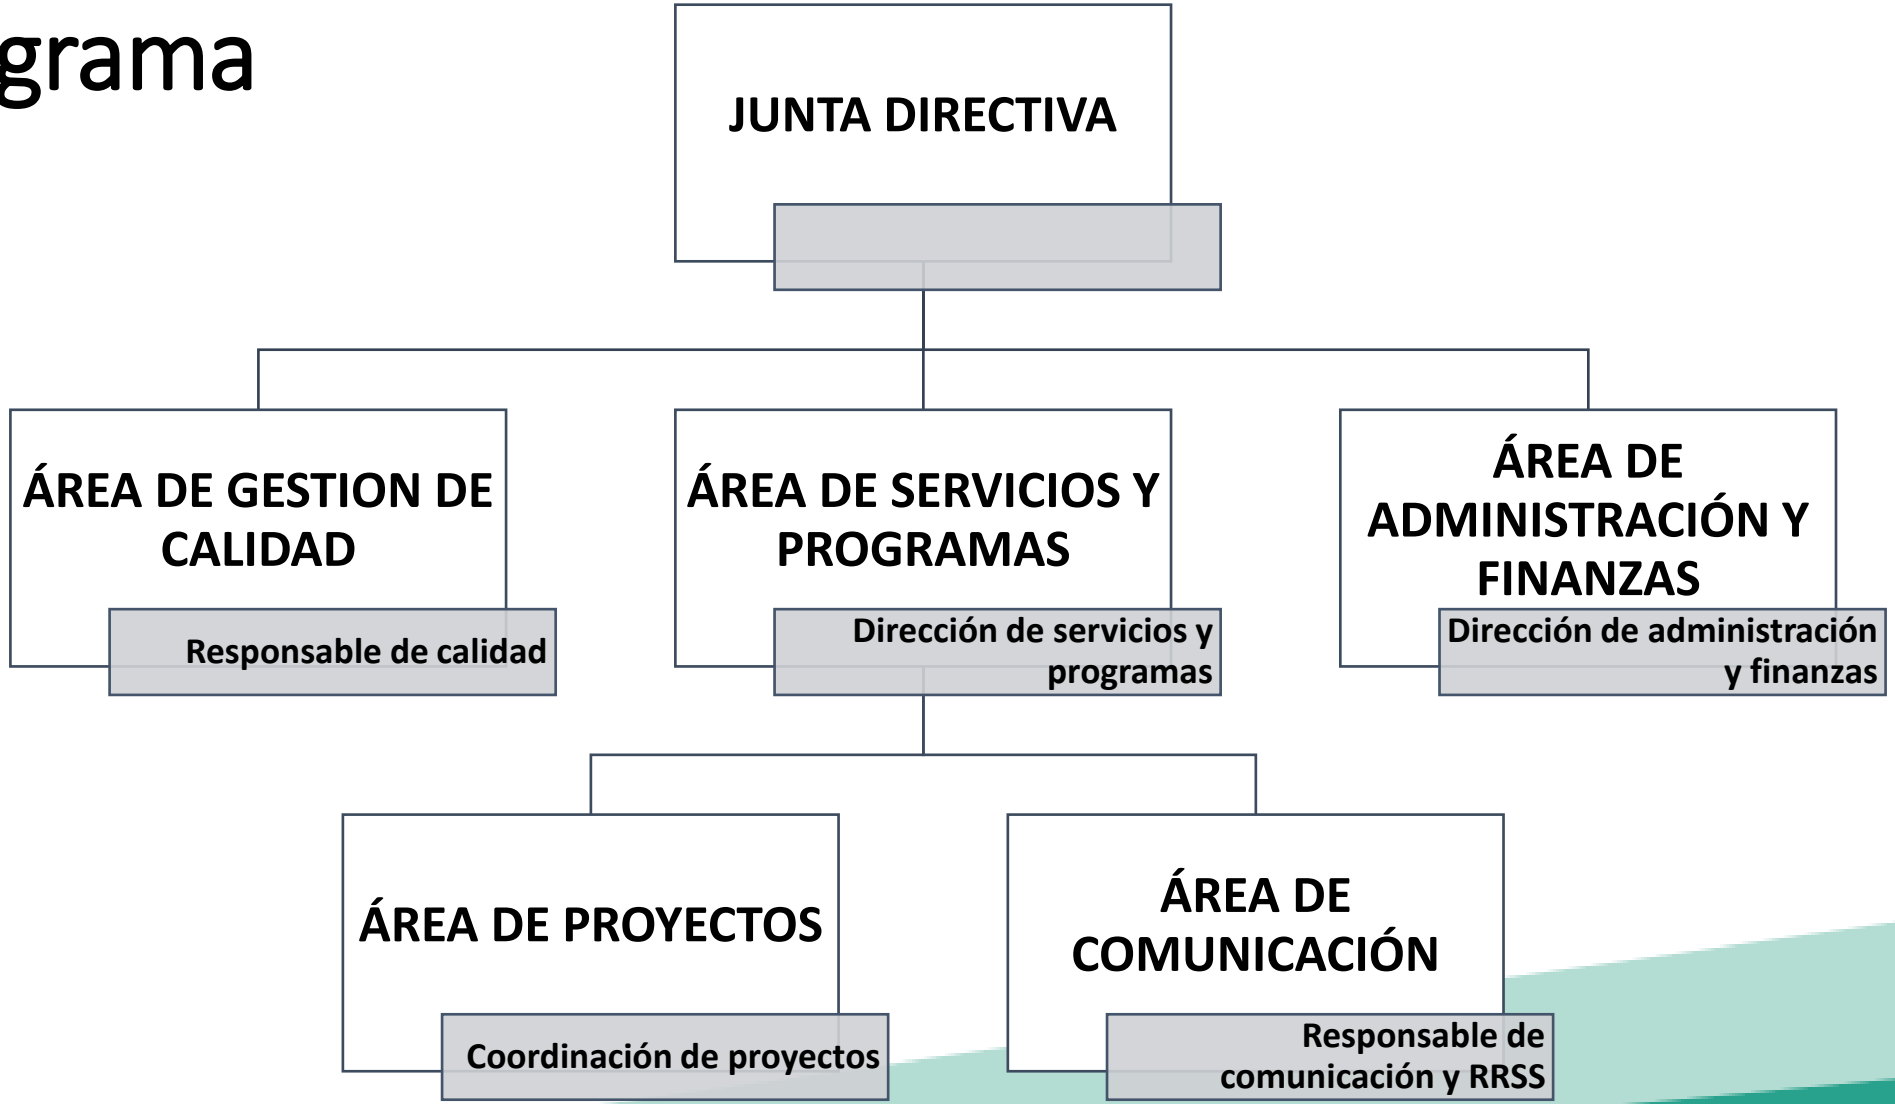 grama
JUNTA DIRECTIVA
ÁREA DE GESTION DE
CALIDAD
Responsable de calidad
ÁREA DE SERVICIOS Y
PROGRAMAS
Dirección de servicios y
programas
ÁREA DE
ADMINISTRACIÓN Y
FINANZAS
Dirección de administración
y finanzas
ÁREA DE PROYECTOS
Coordinación de proyectos
ÁREA DE
COMUNICACIÓN
Responsable de
comunicación y RRSS